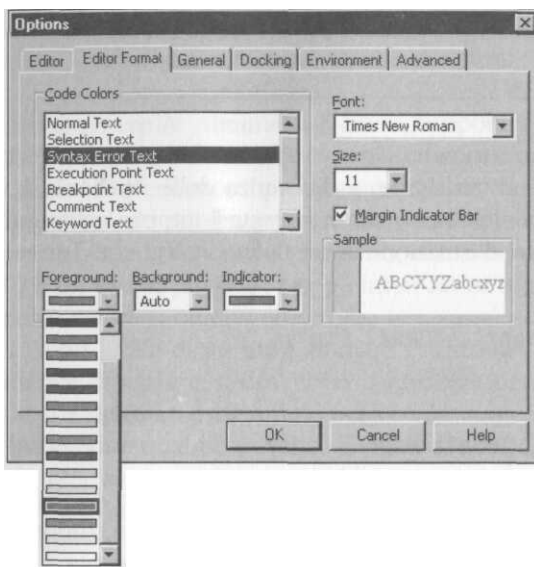 Options
Editor Editor Format General Docking Environment Advanced
Code Colors
Normal Text
Selection Text
Syntax Error Text
Execution Point Text
Breakpoint Text
Comment Text
Keyword Text
Font:
Times New Roman
Size:
11
Margin Indicator Bar
Sample
ABCXYZabcxyz
Foreground: Background: Indicator:
Auto
OK Cancel Help